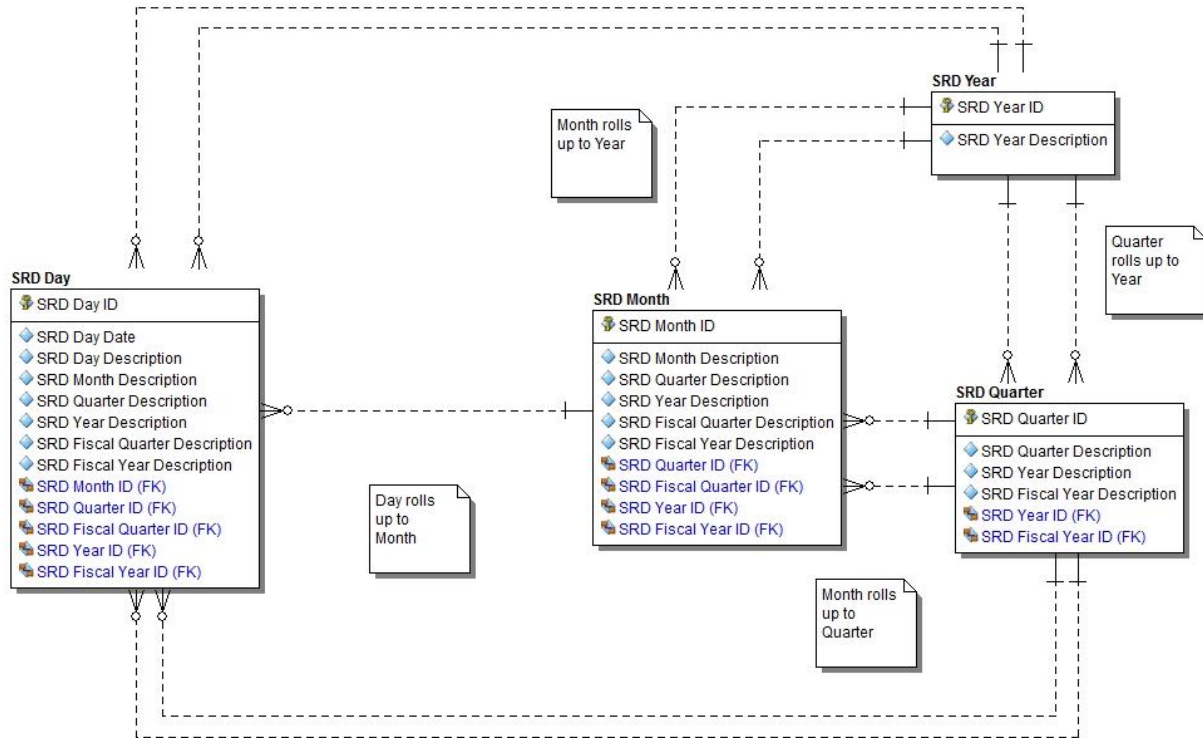 SRD Year
SRD Year ID
SRD Year Description
Month rolls
up to Year
Quarter
rolls up to
Year
SRD Day
SRD Day ID
SRD Day Date
SRD Day Description
SRD Month Description
SRD Quarter Description
SRD Year Description
SRD Fiscal Quarter Description
SRD Fiscal Year Description
SRD Month ID (FK)
SRD Quarter ID (FK)
SRD Fiscal Quarter ID (FK)
SRD Year ID (FK)
SRD Fiscal Year ID (FK)
SRD Month
SRD Month ID
SRD Month Description
SRD Quarter Description
SRD Year Description
SRD Fiscal Quarter Description
SRD Fiscal Year Description
SRD Quarter ID (FK)
SRD Fiscal Quarter ID (FK)
SRD Year ID (FK)
SRD Fiscal Year ID (FK)
SRD Quarter
SRD Quarter ID
SRD Quarter Description
SRD Year Description
SRD Fiscal Year Description
SRD Year ID (FK)
SRD Fiscal Year ID (FK)
Day rolls
up to
Month
Month rolls
up to
Quarter